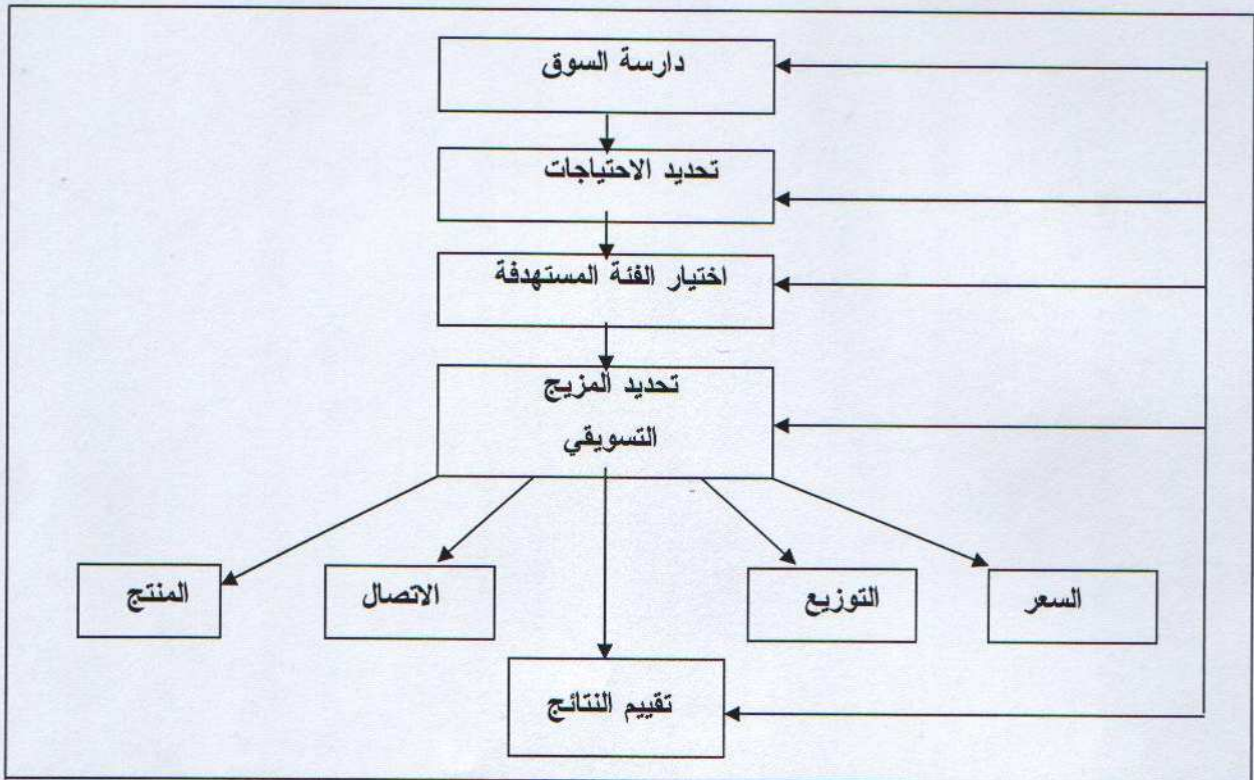 دارسة السوق
تحديد الاحتياجات
اختيار الفئة المستهدفة
تحديد المزيج
التسويقي
السعر
التوزيع
الاتصال
المنتج
تقييم النتائج